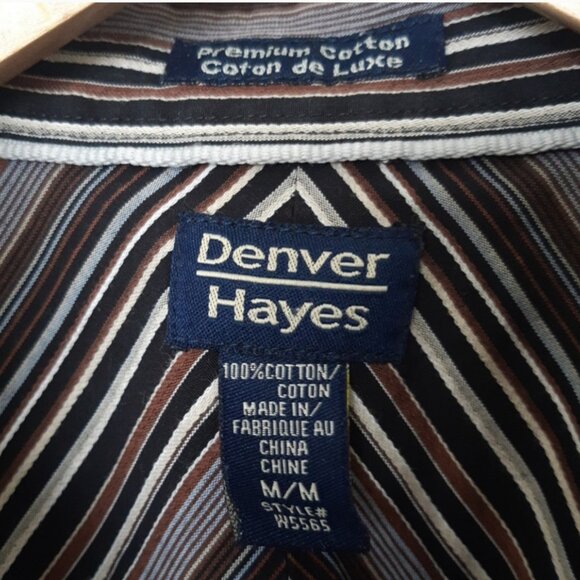 Premium Cotton
Coton de Luxe
Denver
Hayes
100%COTTON/
COTON
MADE IN/
FABRIQUE AU
CHINA
CHINE
M/M
STYLE#
W5565